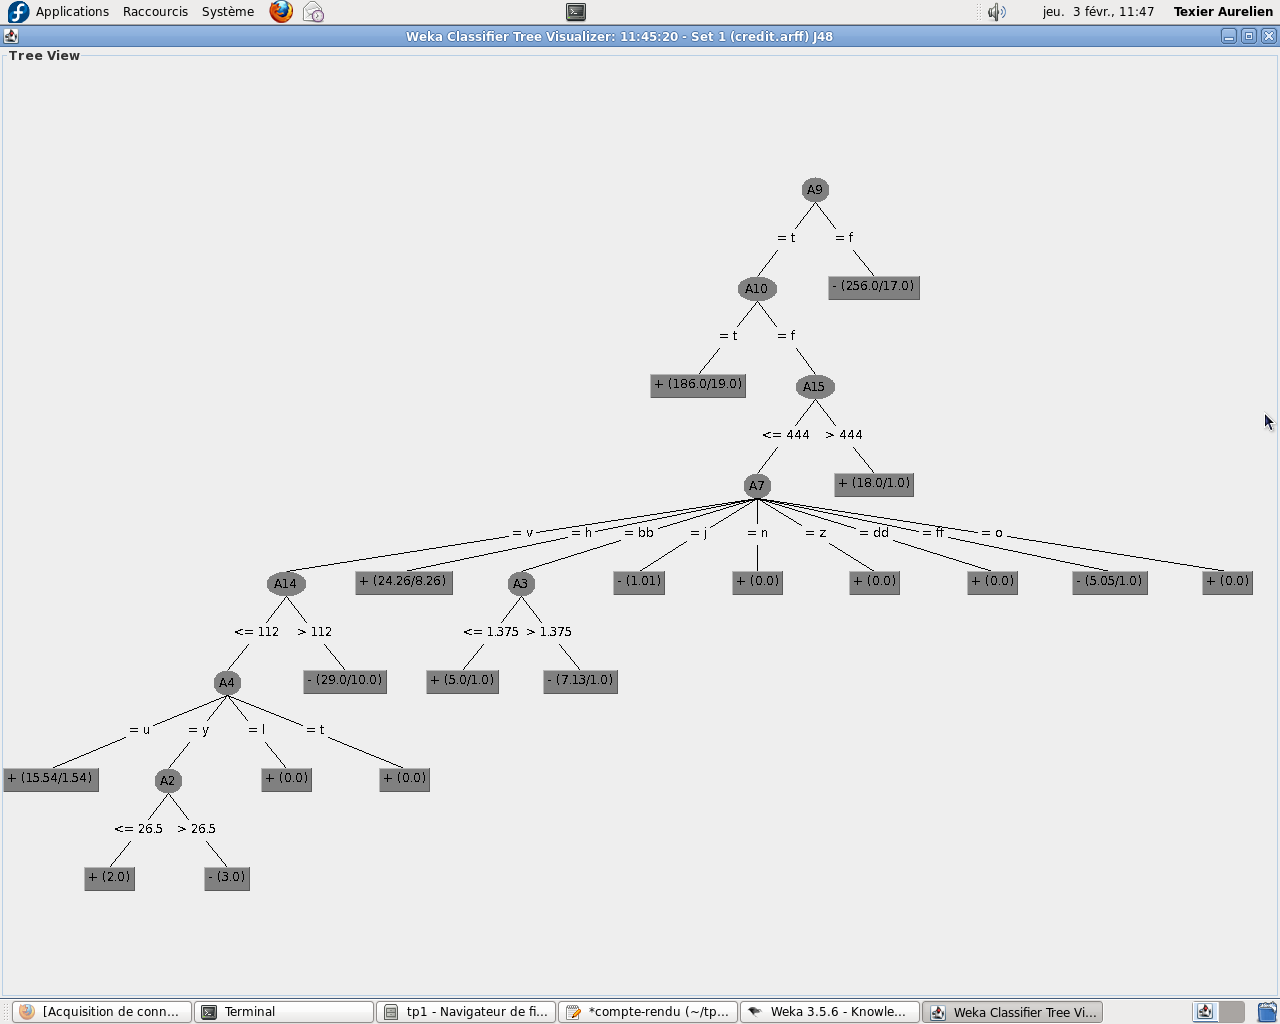 Applications Raccourcis Système jeu. 3 févr., 11:47 Texier Aurelien
Weka Classifier Tree Visualizer: 11:45:20 - Set 1 (credit.arff) J48
Tree View
A9
= t = f
A10 - (256.0/17.0)
= t = f
+ (186.0/19.0) A15
<= 444 > 444
A7 + (18.0/1.0)
= v = h = bb = j = n = z = dd = ff = o
A14 + (24.26/8.26) A3 - (1.01) + (0.0) + (0.0) + (0.0) - (5.05/1.0) + (0.0)
<= 112 > 112 <= 1.375 > 1.375
A4 - (29.0/10.0) + (5.0/1.0) - (7.13/1.0)
= u = y = l = t
+ (15.54/1.54) A2 + (0.0) + (0.0)
<= 26.5 > 26.5
+ (2.0) - (3.0)
[Acquisition de conn... Terminal tp1 - Navigateur de fi... *compte-rendu (~/tp... Weka 3.5.6 - Knowle... Weka Classifier Tree Vi...